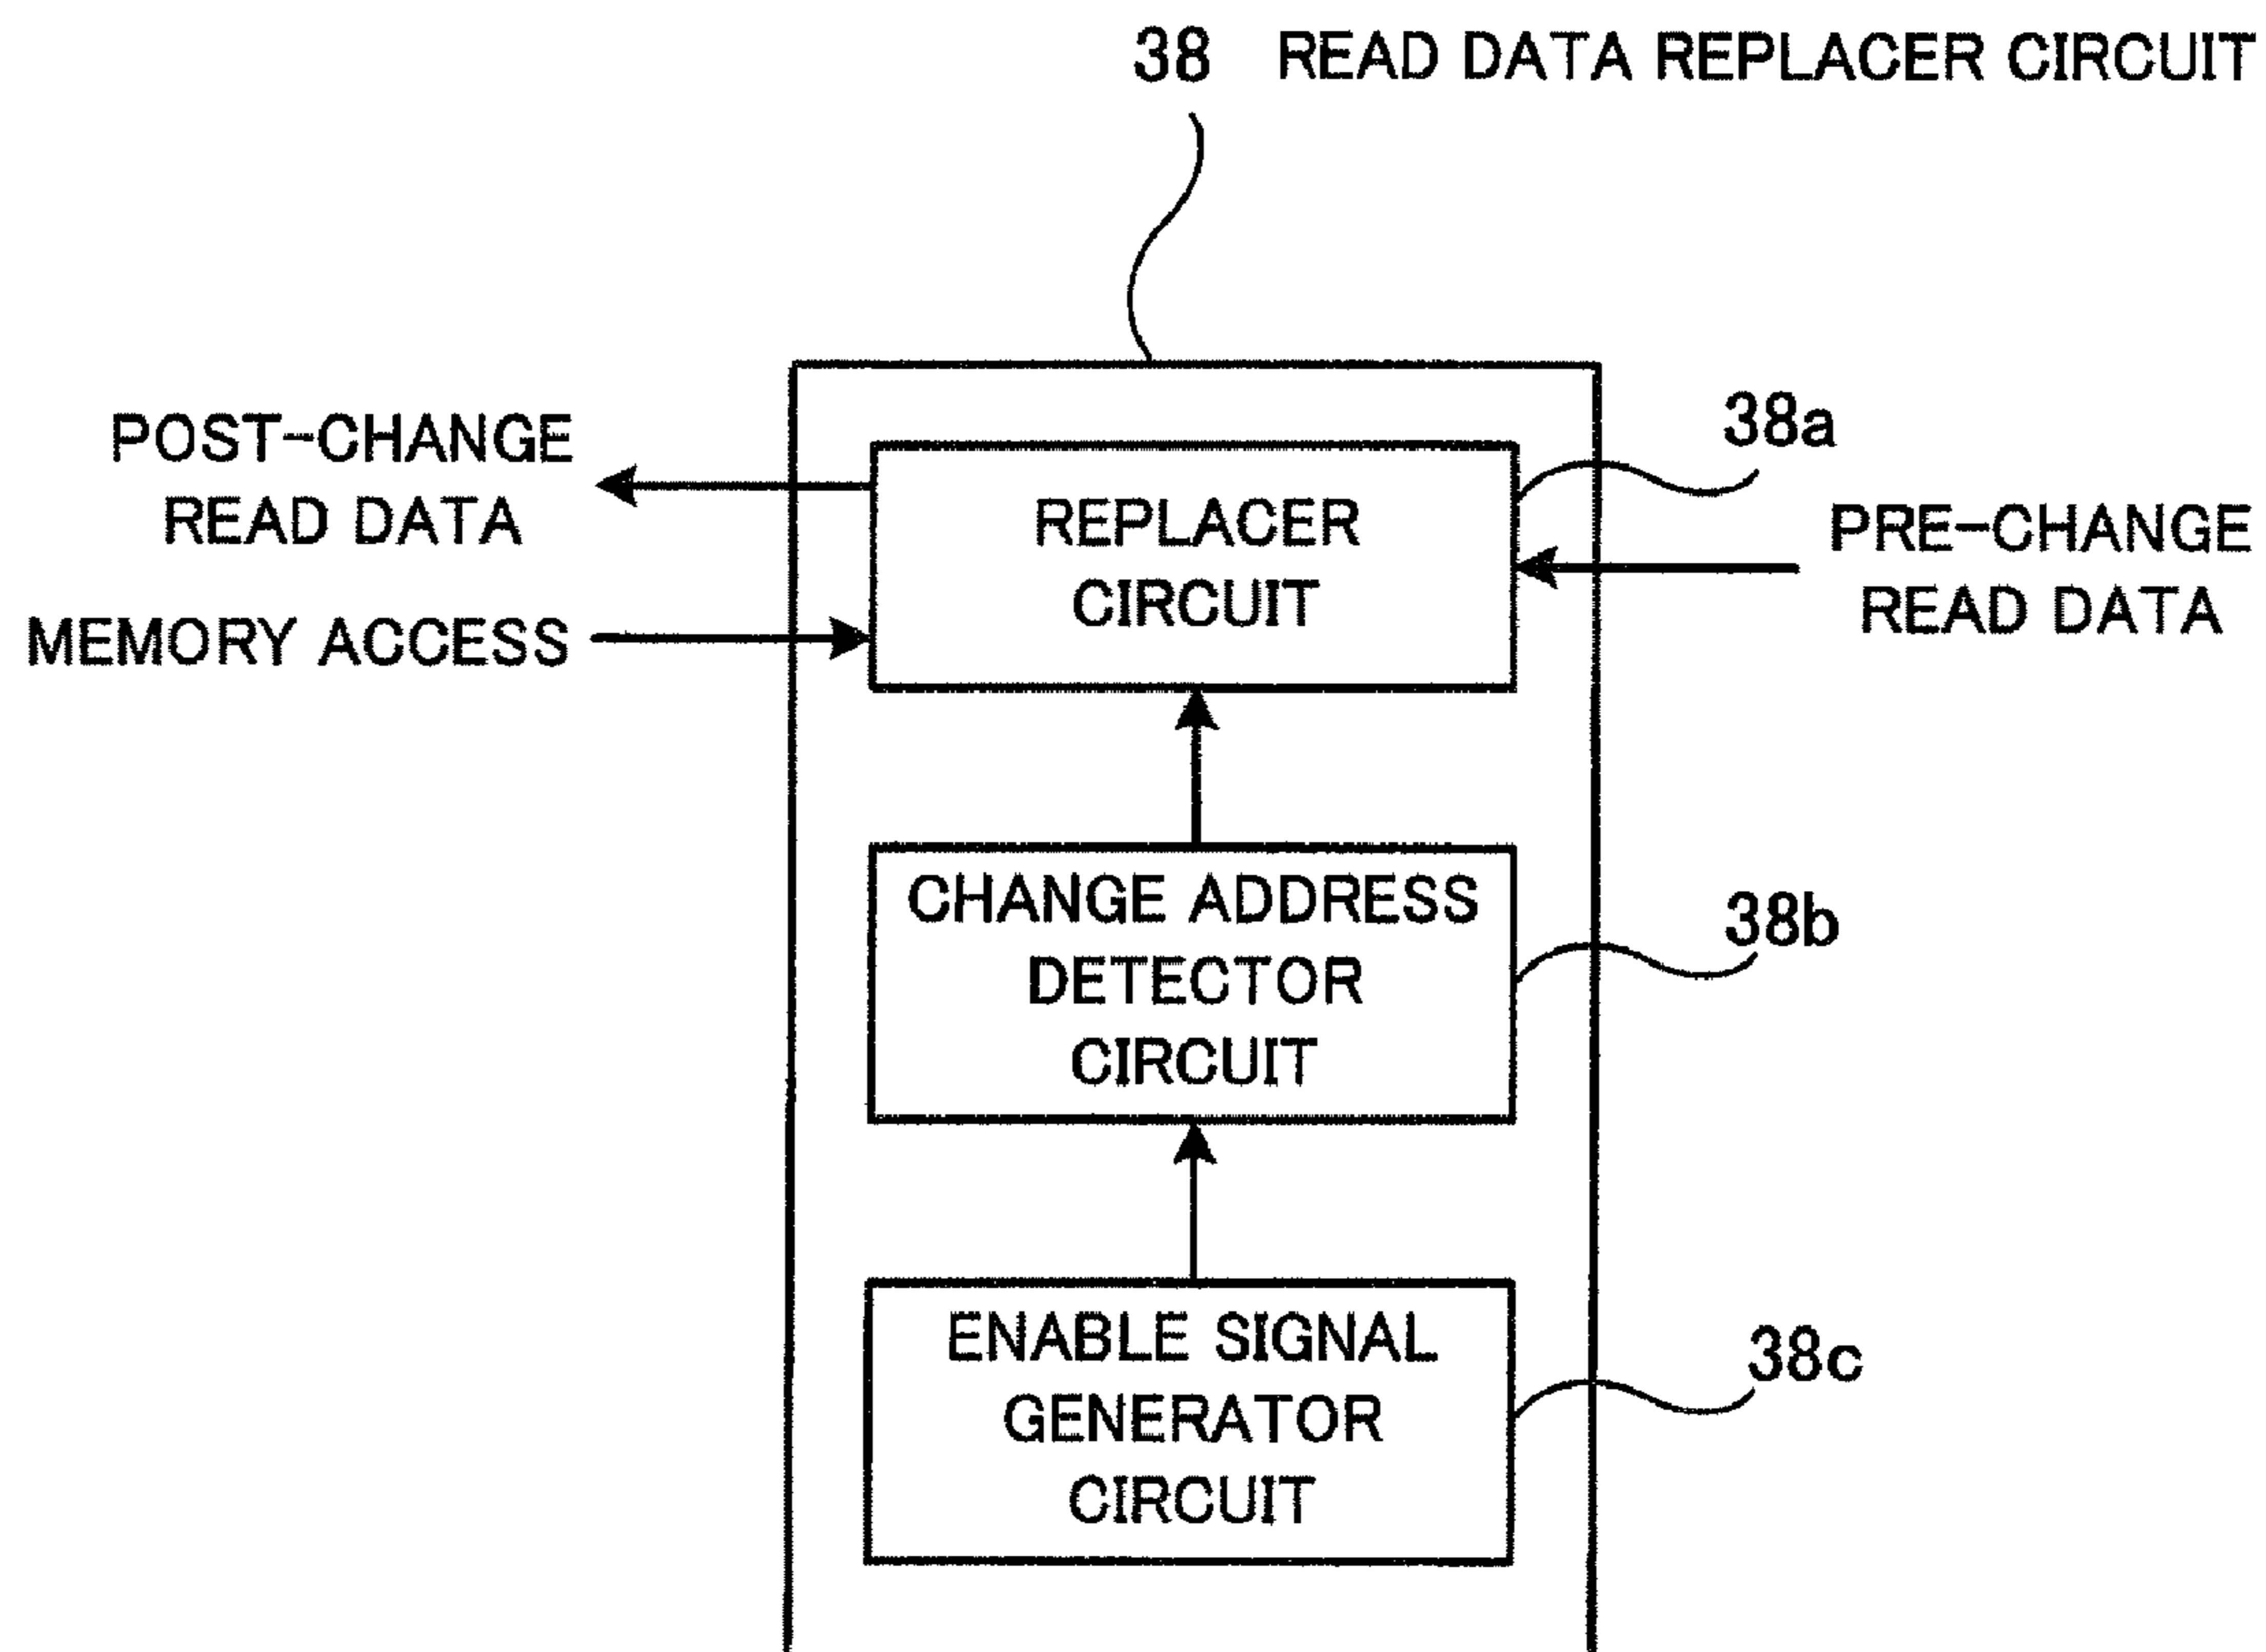 38 READ DATA REPLACER CIRCUIT
38a
POST-CHANGE
READ DATA
MEMORY ACCESS
REPLACER
CIRCUIT
PRE-CHANGE
READ DATA
CHANGE ADDRESS
DETECTOR
CIRCUIT
38b
ENABLE SIGNAL
GENERATOR
CIRCUIT
38c